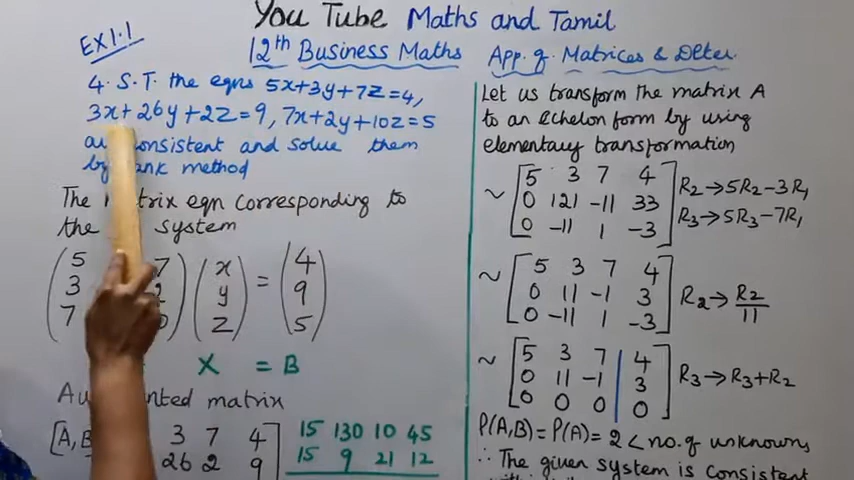 You Tube Maths and Tamil
EX 1.1
12th Business Maths App. of Matrices & Deter.
4. S.T. the eqns 5x+3y+7z=4,
3x+26y+2z=9, 7x+2y+10z=5
consistent and solve them
method
The matrix eqn corresponding to
the system
5 7 x 4
3 y = 9
7 z 5
X = B
matrix
[A,B 3 7 4
26 2 9
15 130 10 45
15 9 21 12
Let us transform the matrix A
to an echelon form by using
elementary transformation
~ [5 3 7 4
0 121 -11 33
0 -11 1 -3] R2→5R2-3R1
R3→5R3-7R1
~ [5 3 7 4
0 11 -1 3
0 -11 1 -3] R2→R2/11
~ [5 3 7 | 4
0 11 -1 | 3
0 0 0 | 0] R3→R3+R2
P(A,B)=P(A)=2<no.of unknowns
∴ The given system is consistent